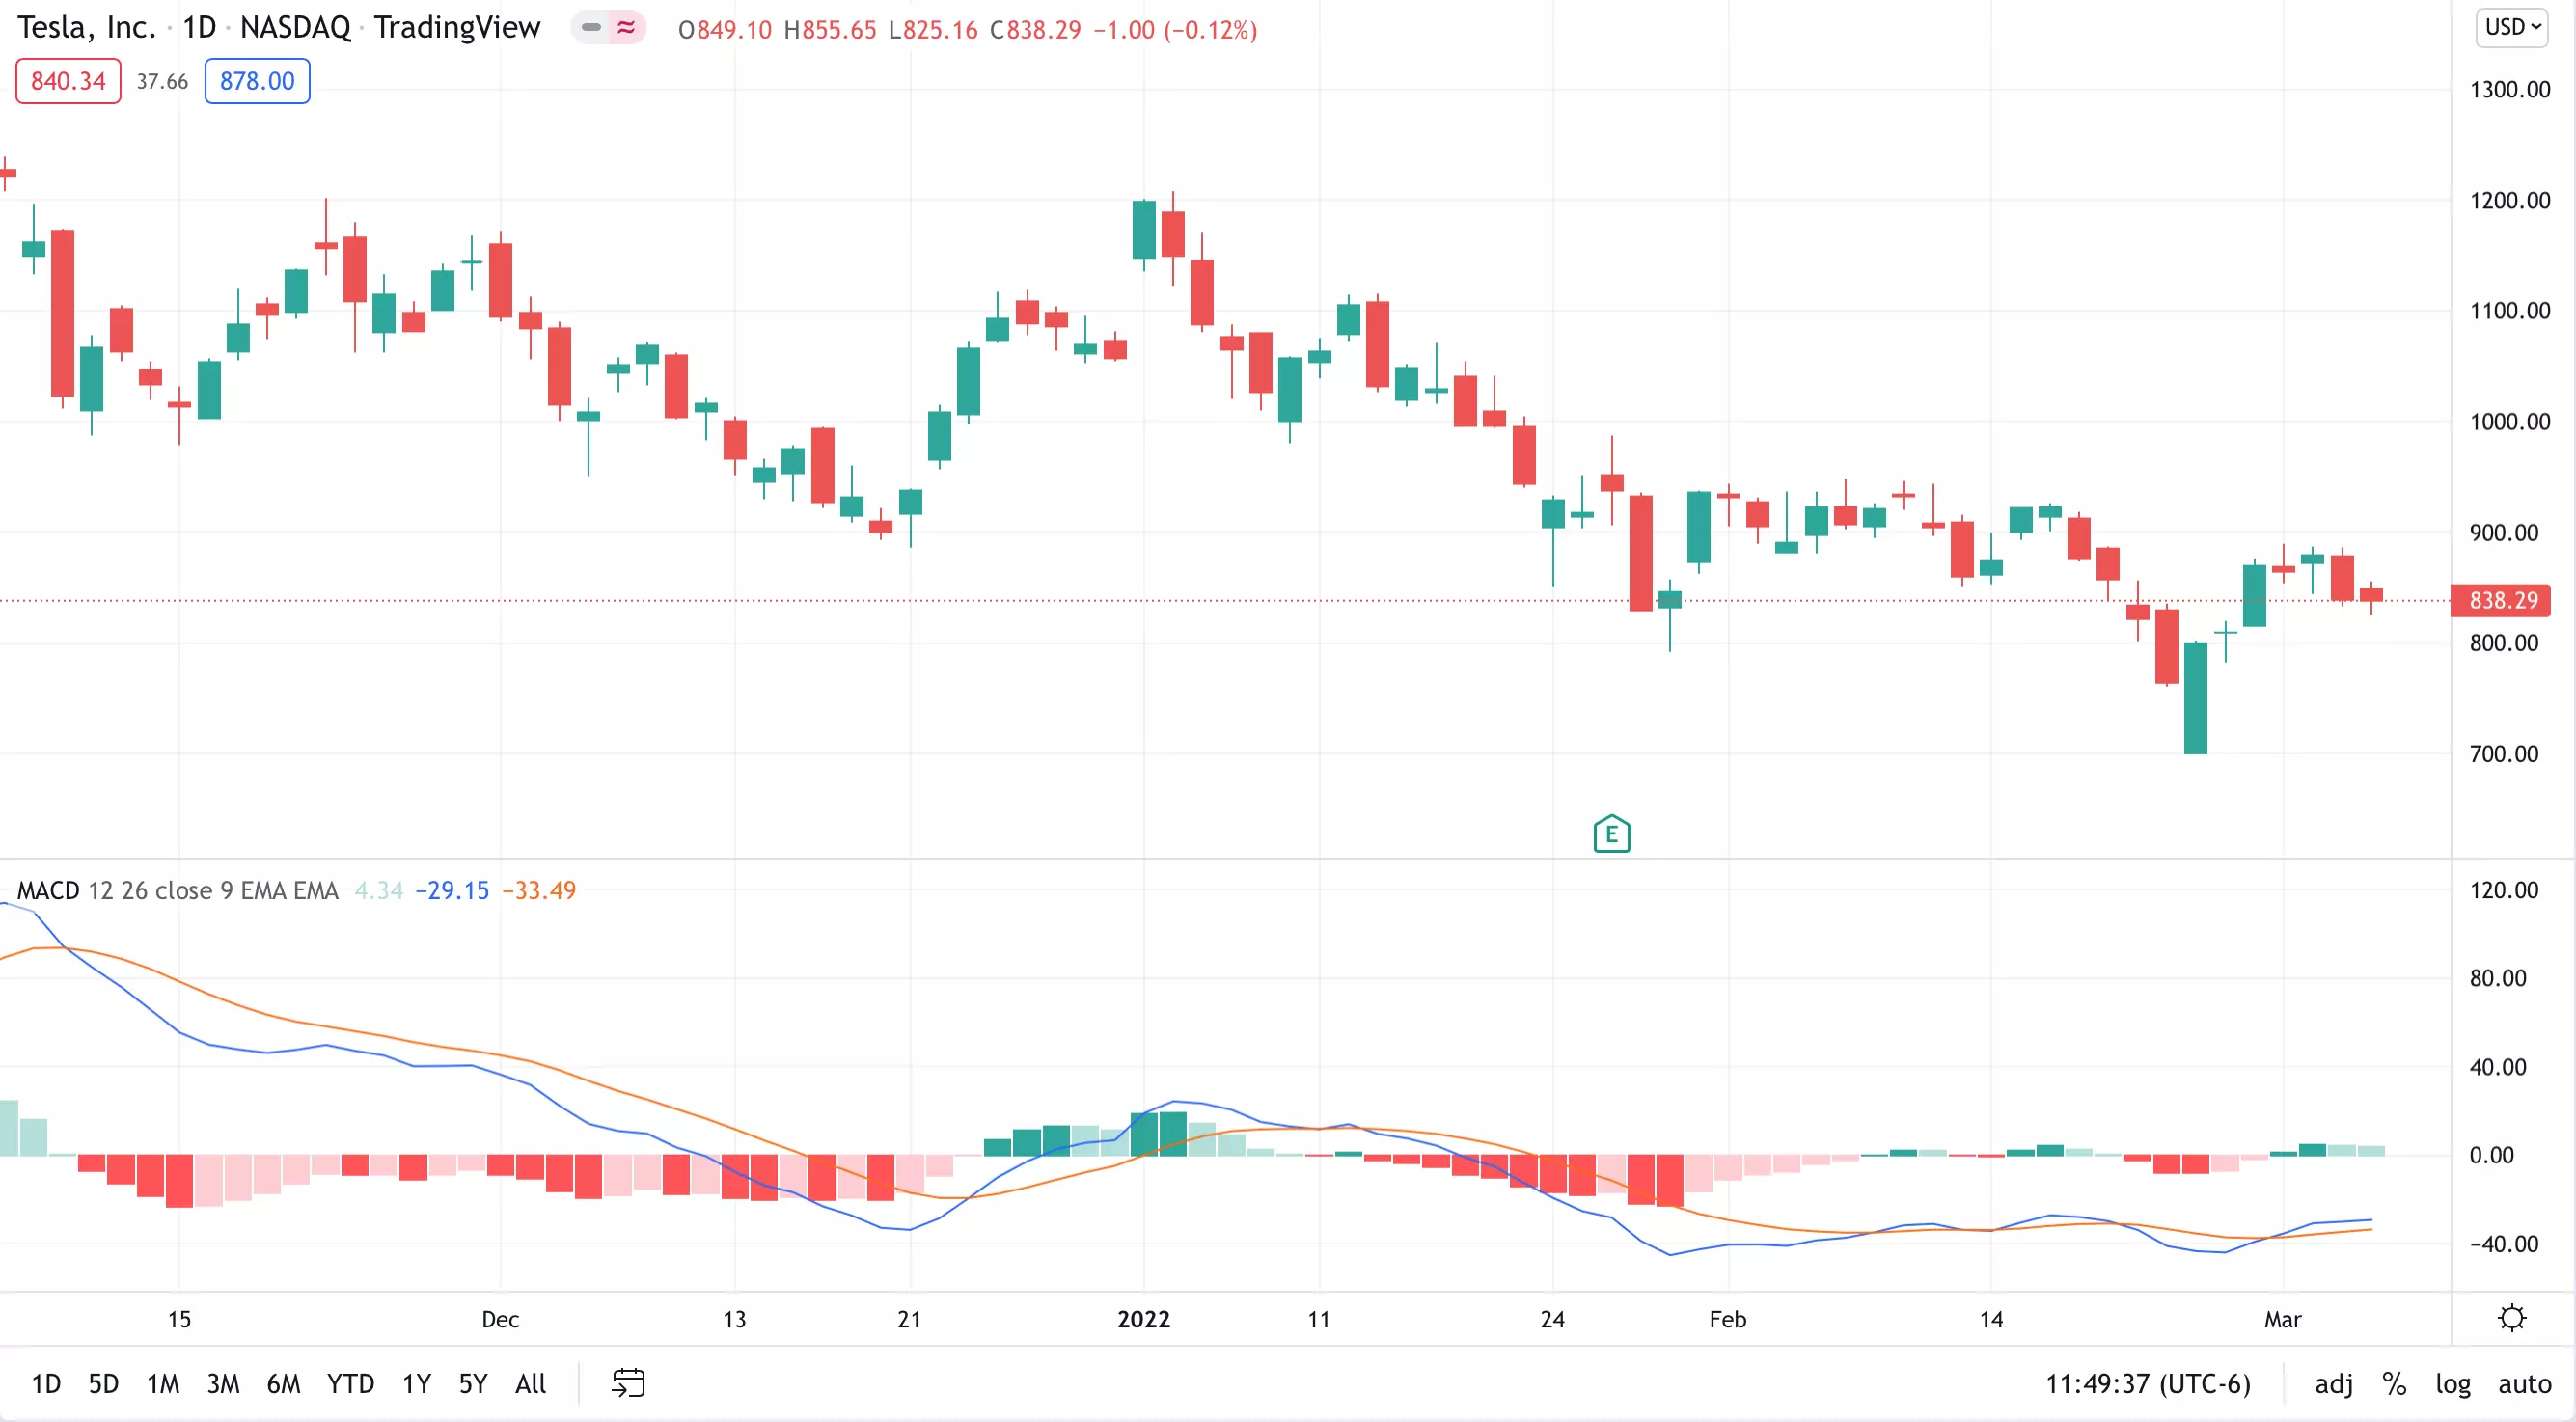 Tesla, Inc. · 1D · NASDAQ · TradingView O849.10 H855.65 L825.16 C838.29 −1.00 (−0.12%) USD
840.34 37.66 878.00
1300.00
1200.00
1100.00
1000.00
900.00
838.29
800.00
700.00
E
MACD 12 26 close 9 EMA EMA 4.34 −29.15 −33.49
120.00
80.00
40.00
0.00
−40.00
15 Dec 13 21 2022 11 24 Feb 14 Mar
1D 5D 1M 3M 6M YTD 1Y 5Y All 11:49:37 (UTC-6) adj % log auto